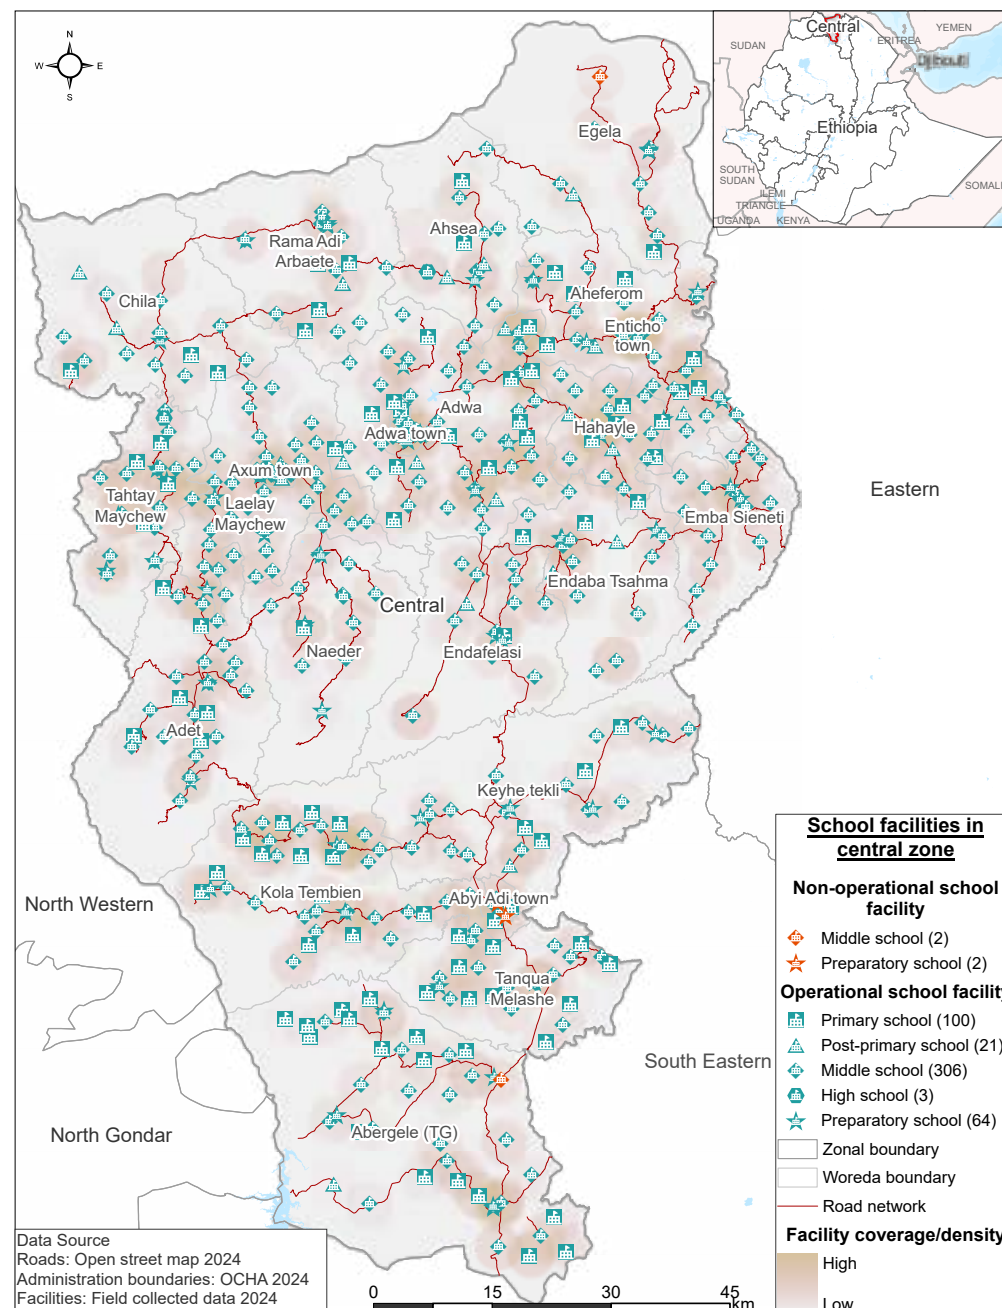 N
W
E
S
Central
SUDAN
ERITREA
YEMEN
Djibouti
Ethiopia
SOUTH
SUDAN
ILEMI
TRIANGLE
UGANDA
KENYA
SOMALI
Egela
Ahsea
Rama Adi
Arbaete
Chila
Aheferom
Enticho
town
Adwa
Adwa town
Hahayle
Axum town
Tahtay
Maychew
Laelay
Maychew
Emba Sieneti
Eastern
Endaba Tsahma
Central
Naeder
Endafelasi
Adet
Keyhe tekli
Kola Tembien
Abyi Adi town
North Western
Tanqua
Melashe
South Eastern
North Gondar
Abergele (TG)
School facilities in
central zone
Non-operational school
facility
Middle school (2)
Preparatory school (2)
Operational school facility
Primary school (100)
Post-primary school (21)
Middle school (306)
High school (3)
Preparatory school (64)
Zonal boundary
Woreda boundary
Road network
Facility coverage/density
High
Low
Data Source
Roads: Open street map 2024
Administration boundaries: OCHA 2024
Facilities: Field collected data 2024
0 15 30 45
km